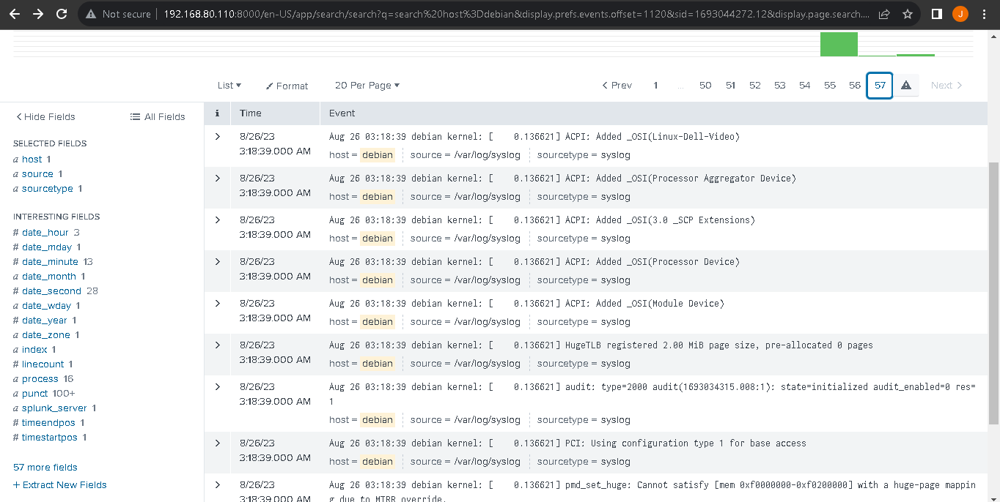 Not secure 192.168.80.110:8000/en-US/app/search/search?q=search%20host%3Ddebian&display.prefs.events.offset=1120&sid=1693044272.12&display.page.search.... J
List Format 20 Per Page Prev 1 ... 50 51 52 53 54 55 56 57 Next
Hide Fields All Fields
SELECTED FIELDS
a host 1
a source 1
a sourcetype 1
INTERESTING FIELDS
# date_hour 3
# date_mday 1
# date_minute 13
a date_month 1
# date_second 28
a date_wday 1
# date_year 1
a date_zone 1
a index 1
# linecount 1
a process 16
a punct 100+
a splunk_server 1
# timeendpos 1
# timestartpos 1
57 more fields
+ Extract New Fields
i Time Event
8/26/23 Aug 26 03:18:39 debian kernel: [    0.136621] ACPI: Added _OSI(Linux-Dell-Video)
3:18:39.000 AM host = debian source = /var/log/syslog sourcetype = syslog
8/26/23 Aug 26 03:18:39 debian kernel: [    0.136621] ACPI: Added _OSI(Processor Aggregator Device)
3:18:39.000 AM host = debian source = /var/log/syslog sourcetype = syslog
8/26/23 Aug 26 03:18:39 debian kernel: [    0.136621] ACPI: Added _OSI(3.0 _SCP Extensions)
3:18:39.000 AM host = debian source = /var/log/syslog sourcetype = syslog
8/26/23 Aug 26 03:18:39 debian kernel: [    0.136621] ACPI: Added _OSI(Processor Device)
3:18:39.000 AM host = debian source = /var/log/syslog sourcetype = syslog
8/26/23 Aug 26 03:18:39 debian kernel: [    0.136621] ACPI: Added _OSI(Module Device)
3:18:39.000 AM host = debian source = /var/log/syslog sourcetype = syslog
8/26/23 Aug 26 03:18:39 debian kernel: [    0.136621] HugeTLB registered 2.00 MiB page size, pre-allocated 0 pages
3:18:39.000 AM host = debian source = /var/log/syslog sourcetype = syslog
8/26/23 Aug 26 03:18:39 debian kernel: [    0.136621] audit: type=2000 audit(1693034315.008:1): state=initialized audit_enabled=0 res=
3:18:39.000 AM 1
host = debian source = /var/log/syslog sourcetype = syslog
8/26/23 Aug 26 03:18:39 debian kernel: [    0.136621] PCI: Using configuration type 1 for base access
3:18:39.000 AM host = debian source = /var/log/syslog sourcetype = syslog
8/26/23 Aug 26 03:18:39 debian kernel: [    0.136621] pmd_set_huge: Cannot satisfy [mem 0xf0000000-0xf0200000] with a huge-page mappin
3:18:39.000 AM g due to MTRR override.